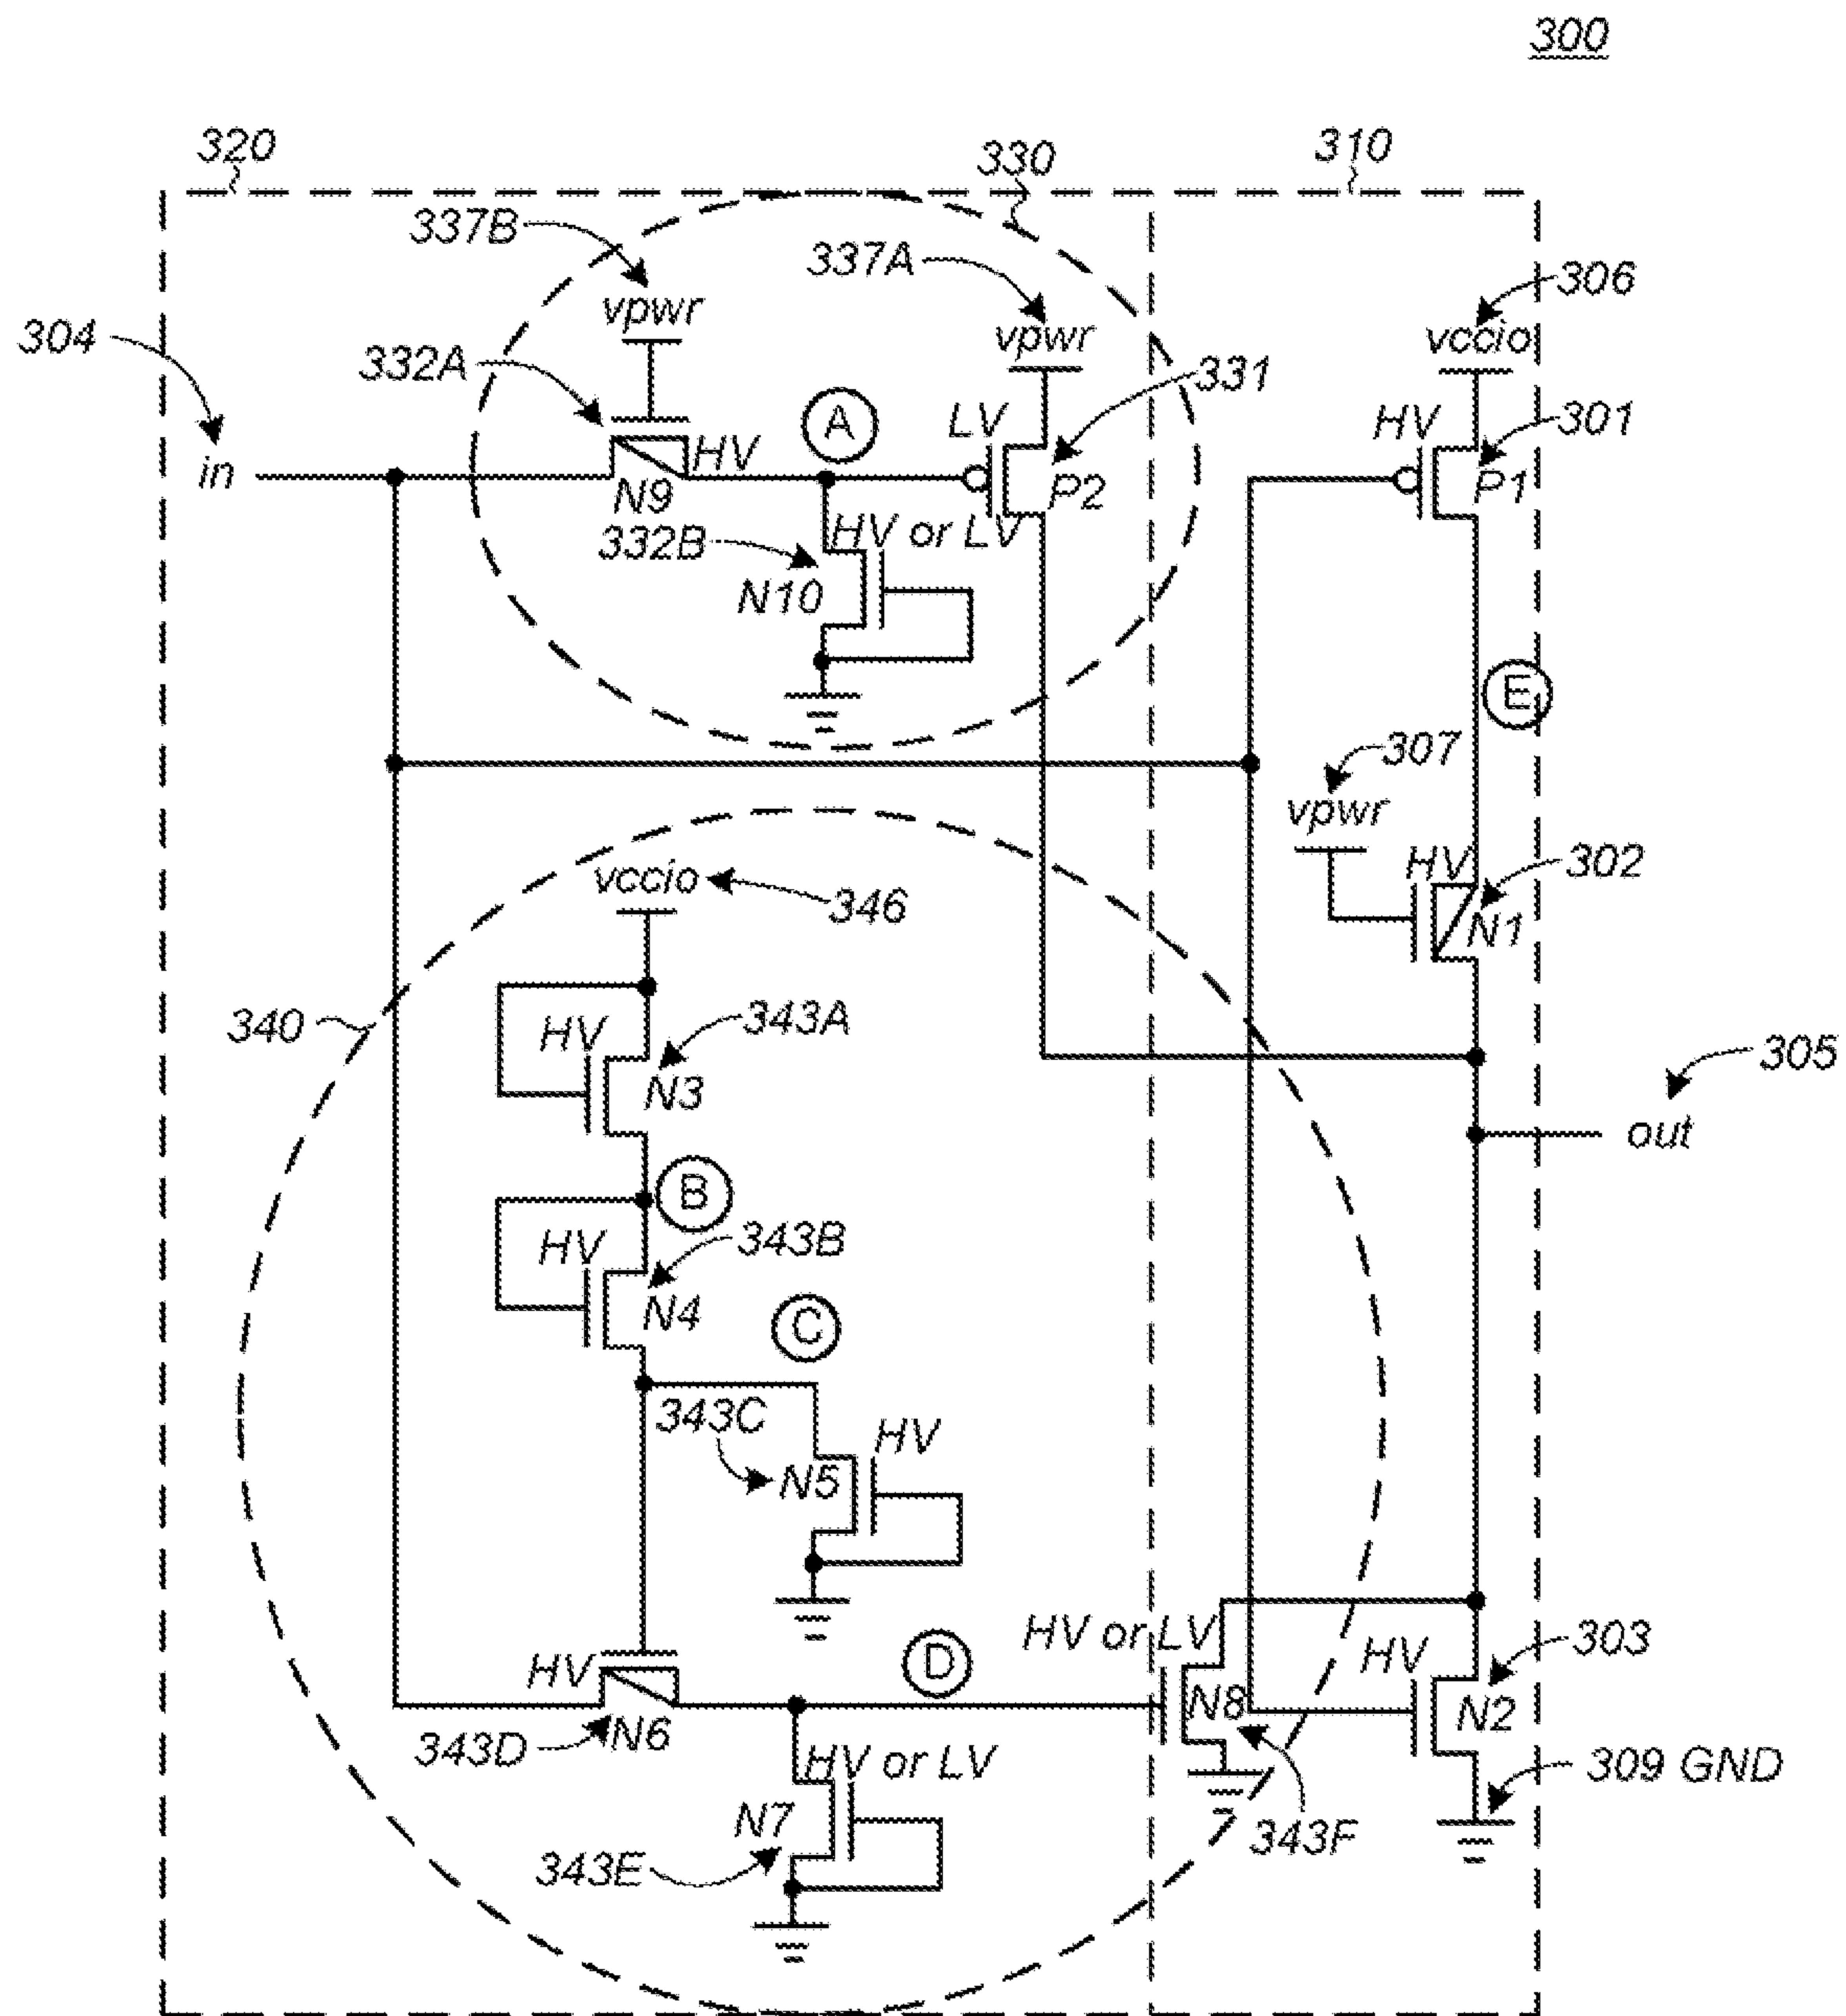 300
320
330
310
337B
337A
306
304
vpwr
vpwr
vccio
332A
331
LV
HV
301
A
in
HV
N9
P2
P1
332B
HV or LV
N10
E
307
vpwr
vccio
346
HV
302
N1
340
HV
343A
N3
305
out
B
HV
343B
N4
C
343C
HV
N5
D
HV or LV
HV
303
HV
N8
N2
343D
N6
HV or LV
309 GND
N7
343F
343E